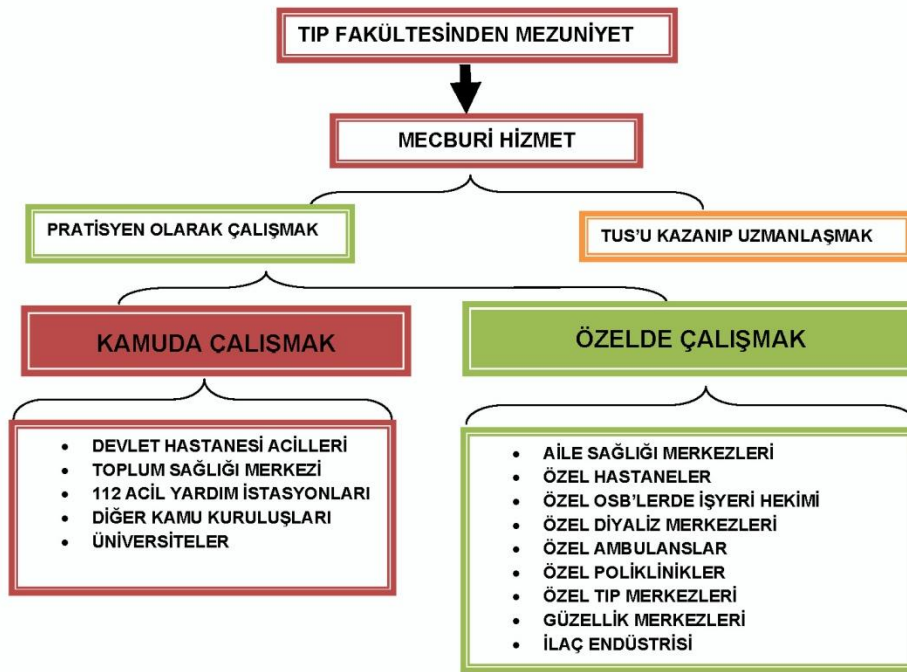 TIP FAKÜLTESİNDEN MEZUNİYET
MECBURİ HİZMET
PRATİSYEN OLARAK ÇALIŞMAK
TUS'U KAZANIP UZMANLAŞMAK
KAMUDA ÇALIŞMAK
ÖZELDE ÇALIŞMAK
• DEVLET HASTANESİ ACİLLERİ
• TOPLUM SAĞLIĞI MERKEZİ
• 112 ACİL YARDIM İSTASYONLARI
• DİĞER KAMU KURULUŞLARI
• ÜNİVERSİTELER
• AİLE SAĞLIĞI MERKEZLERİ
• ÖZEL HASTANELER
• ÖZEL OSB'LERDE İŞYERİ HEKİMİ
• ÖZEL DİYALİZ MERKEZLERİ
• ÖZEL AMBULANSLAR
• ÖZEL POLİKLİNİKLER
• ÖZEL TIP MERKEZLERİ
• GÜZELLİK MERKEZLERİ
• İLAÇ ENDÜSTRİSİ